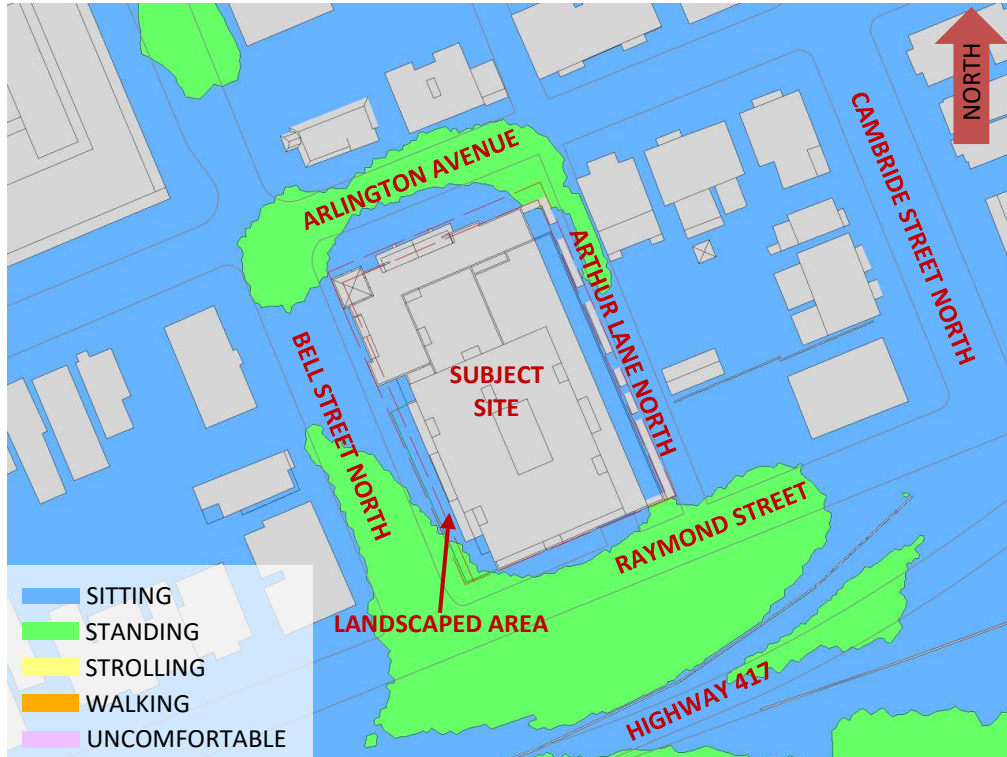 NORTH
CAMBRIDE STREET NORTH
ARLINGTON AVENUE
ARTHUR LANE NORTH
BELL STREET NORTH
SUBJECT
SITE
RAYMOND STREET
LANDSCAPED AREA
HIGHWAY 417
SITTING
STANDING
STROLLING
WALKING
UNCOMFORTABLE